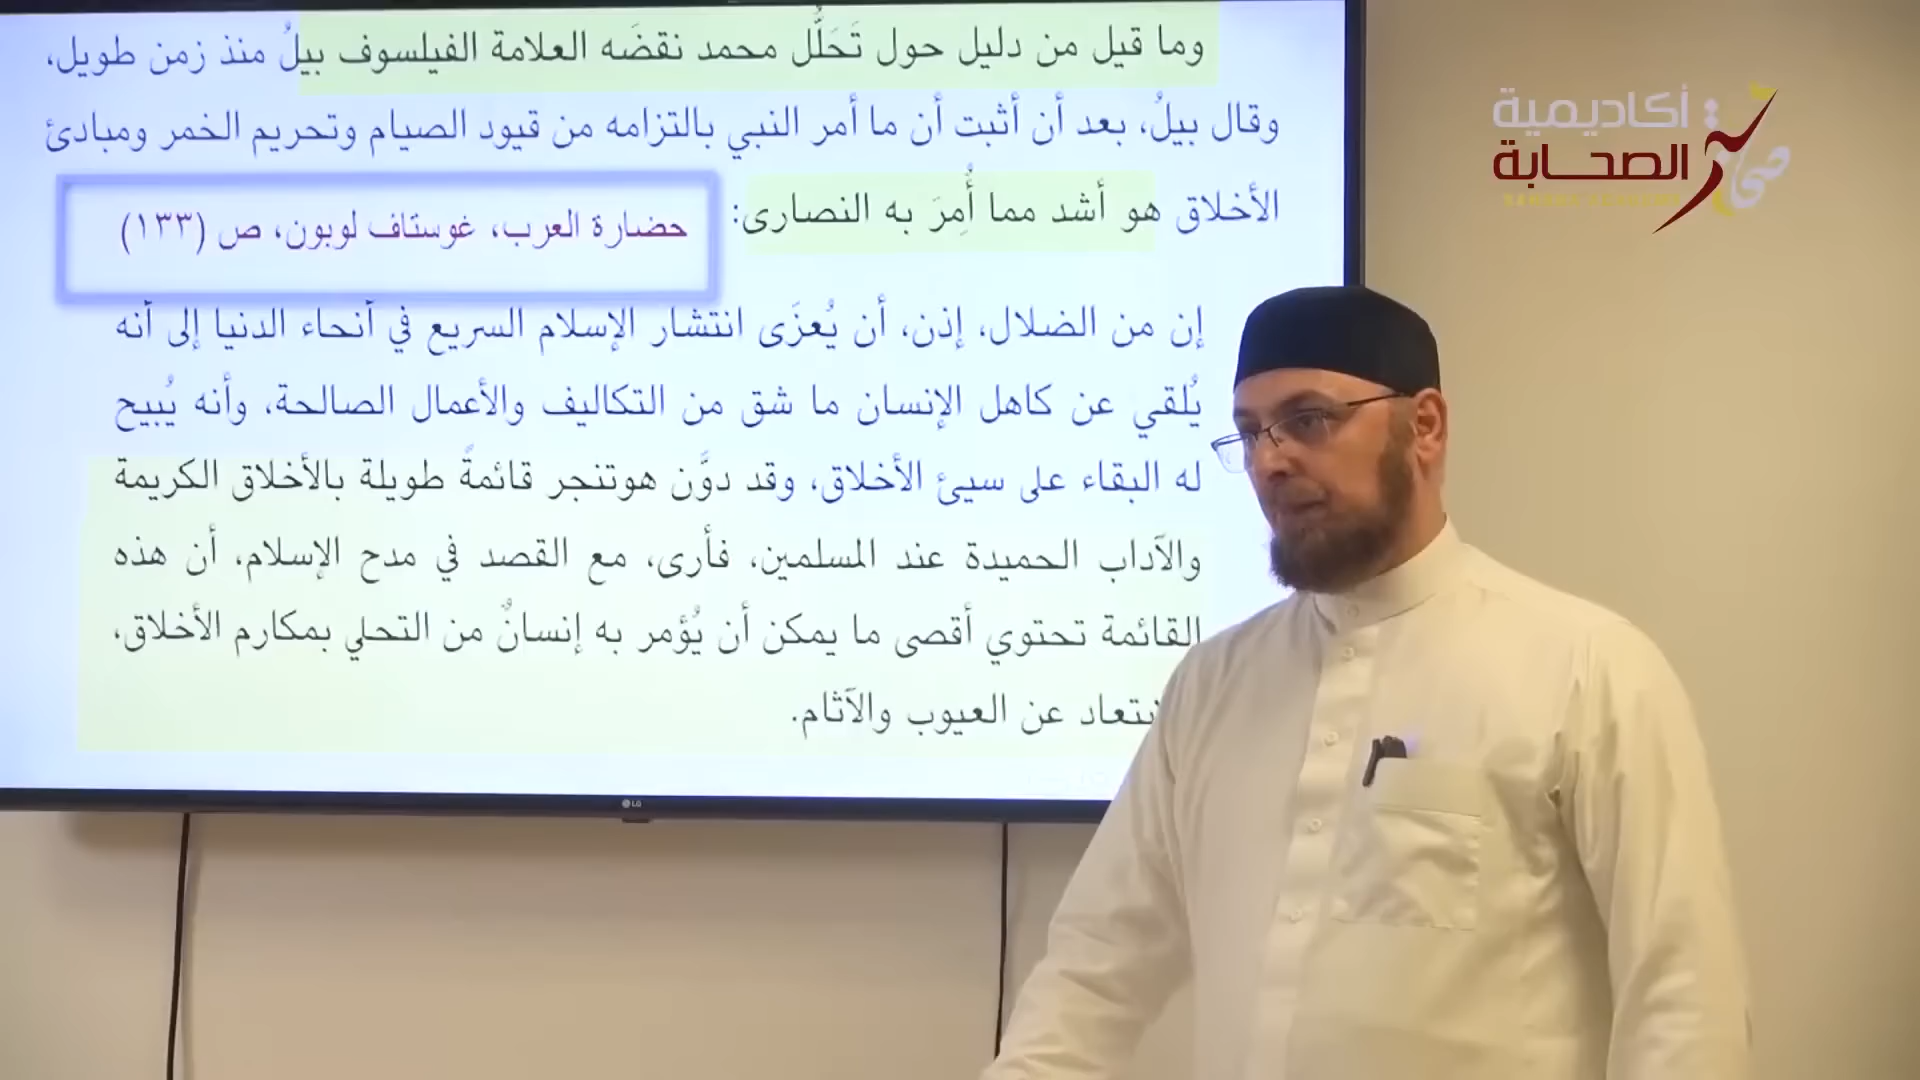 وما قيل من دليل حول تَحَلُّل محمد نقضَه العلامة الفيلسوف بيلُ منذ زمن طويل،
وقال بيلُ، بعد أن أثبت أن ما أمر النبي بالتزامه من قيود الصيام وتحريم الخمر ومبادئ
الأخلاق هو أشد مما أُمِرَ به النصارى:
حضارة العرب، غوستاف لوبون، ص (١٣٣)
إن من الضلال، إذن، أن يُعزَى انتشار الإسلام السريع في أنحاء الدنيا إلى أنه
يُلقي عن كاهل الإنسان ما شق من التكاليف والأعمال الصالحة، وأنه يُبيح
له البقاء على سيئ الأخلاق، وقد دوَّن هوتنجر قائمةً طويلة بالأخلاق الكريمة
والآداب الحميدة عند المسلمين، فأرى، مع القصد في مدح الإسلام، أن هذه
القائمة تحتوي أقصى ما يمكن أن يُؤمر به إنسانٌ من التحلي بمكارم الأخلاق،
عن العيوب والآثام.
LG
أكاديمية
الصحابة